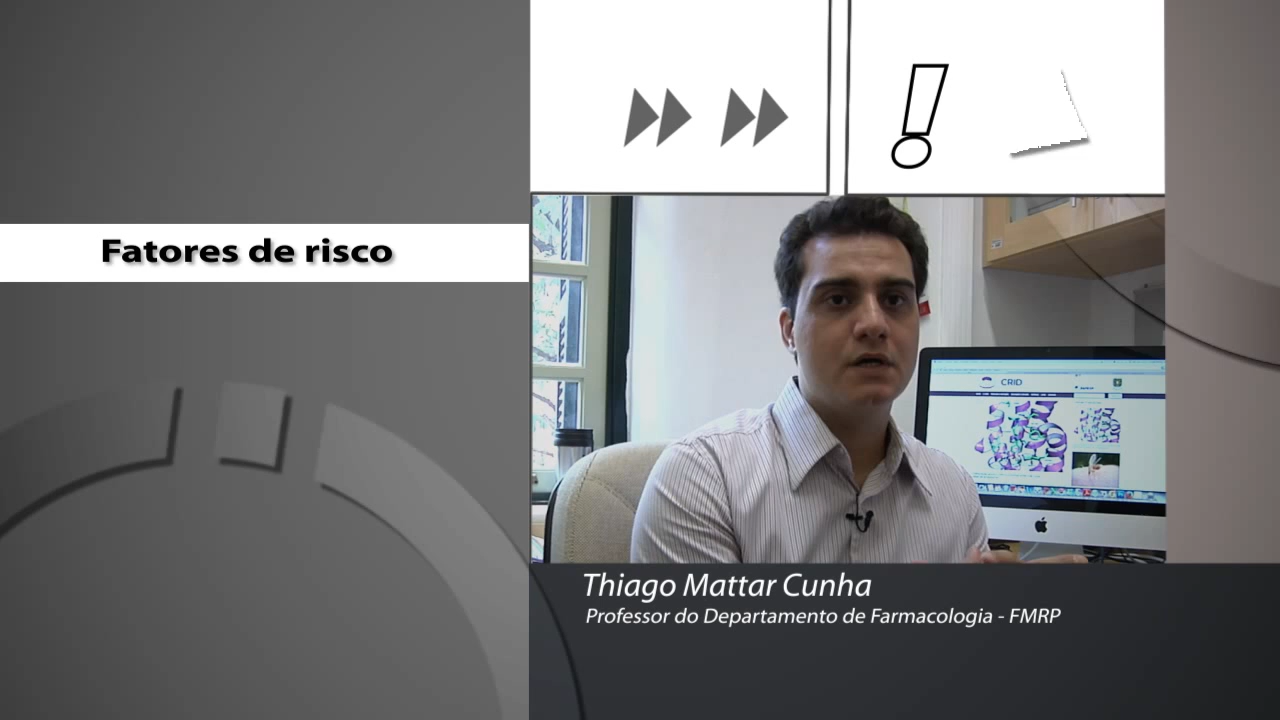 Fatores de risco
CRID
Thiago Mattar Cunha
Professor do Departamento de Farmacologia - FMRP